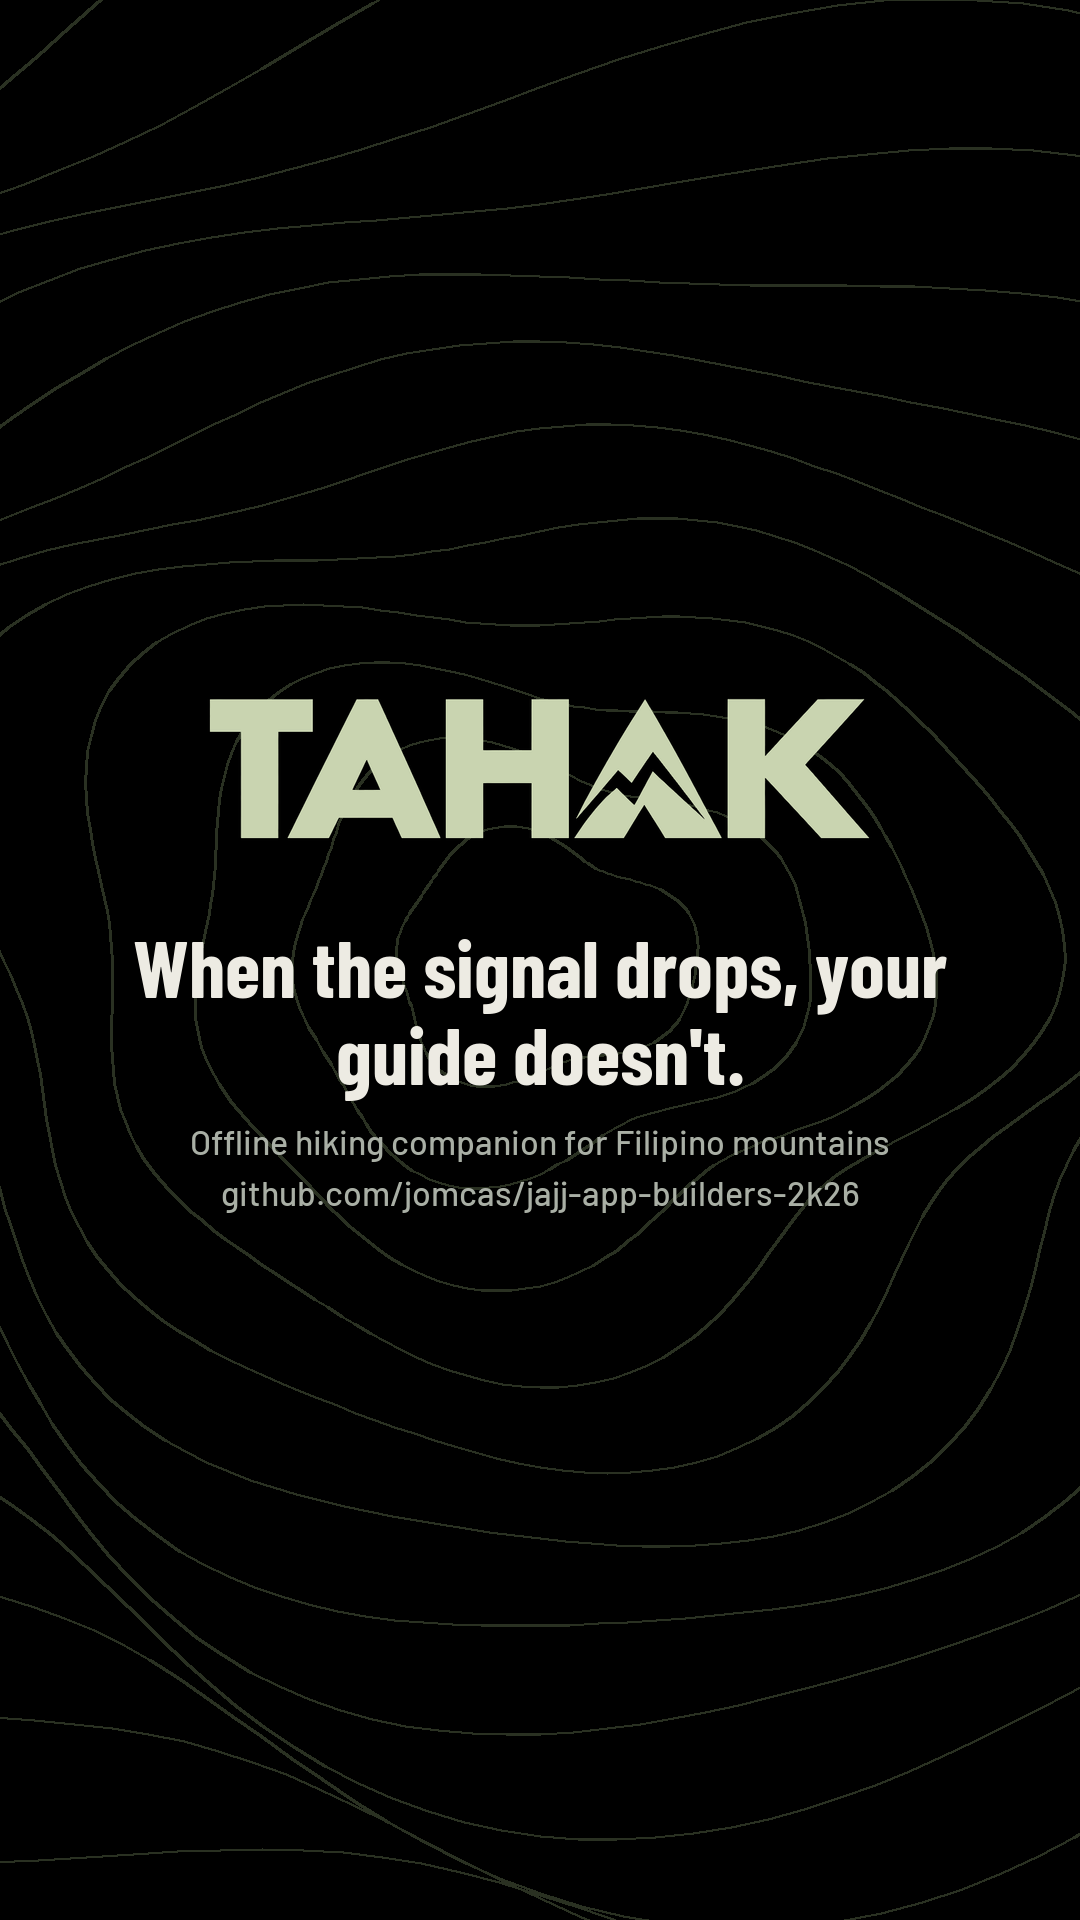 TAHAK
When the signal drops, your
guide doesn't.
Offline hiking companion for Filipino mountains
github.com/jomcas/jajj-app-builders-2k26